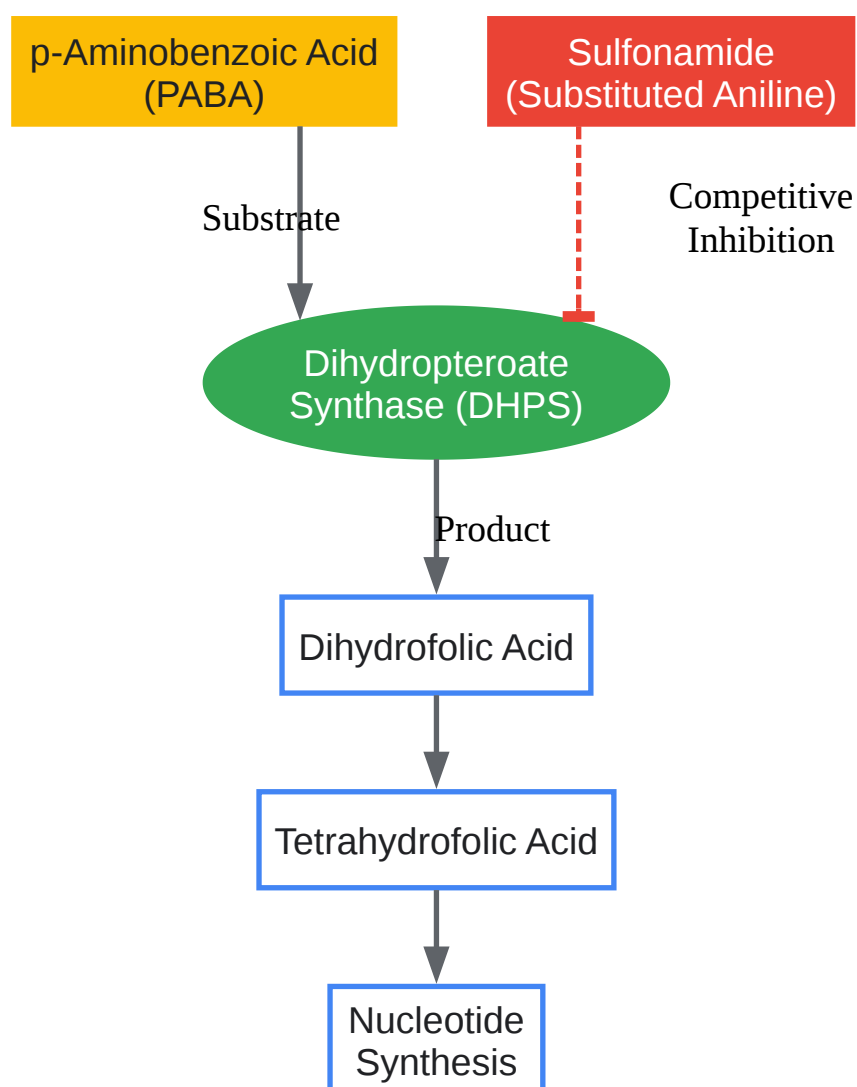 p-Aminobenzoic Acid
(PABA)
Sulfonamide
(Substituted Aniline)
Substrate
Competitive
Inhibition
Dihydropteroate
Synthase (DHPS)
Product
Dihydrofolic Acid
Tetrahydrofolic Acid
Nucleotide
Synthesis